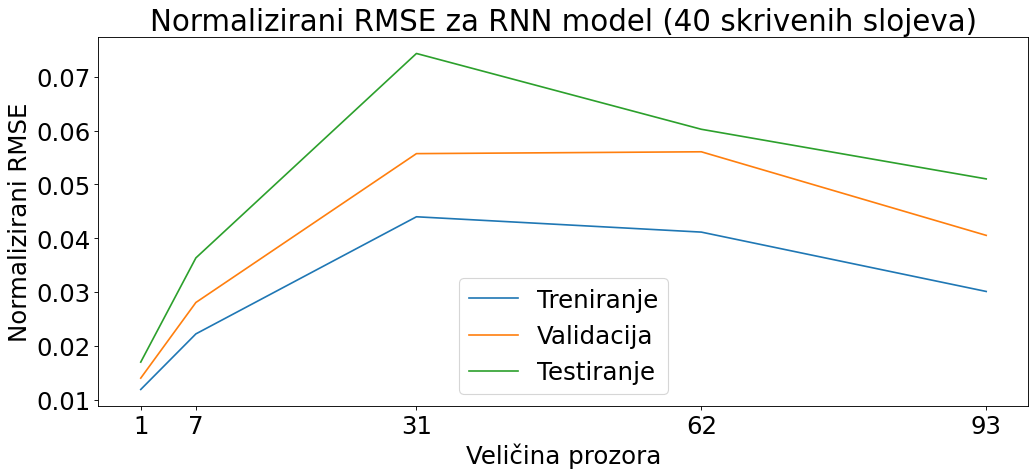 Normalizirani RMSE za RNN model (40 skrivenih slojeva)
Normalizirani RMSE
0.07
0.06
0.05
0.04
0.03
0.02
0.01
Treniranje
Validacija
Testiranje
1 7 31 62 93
Veličina prozora